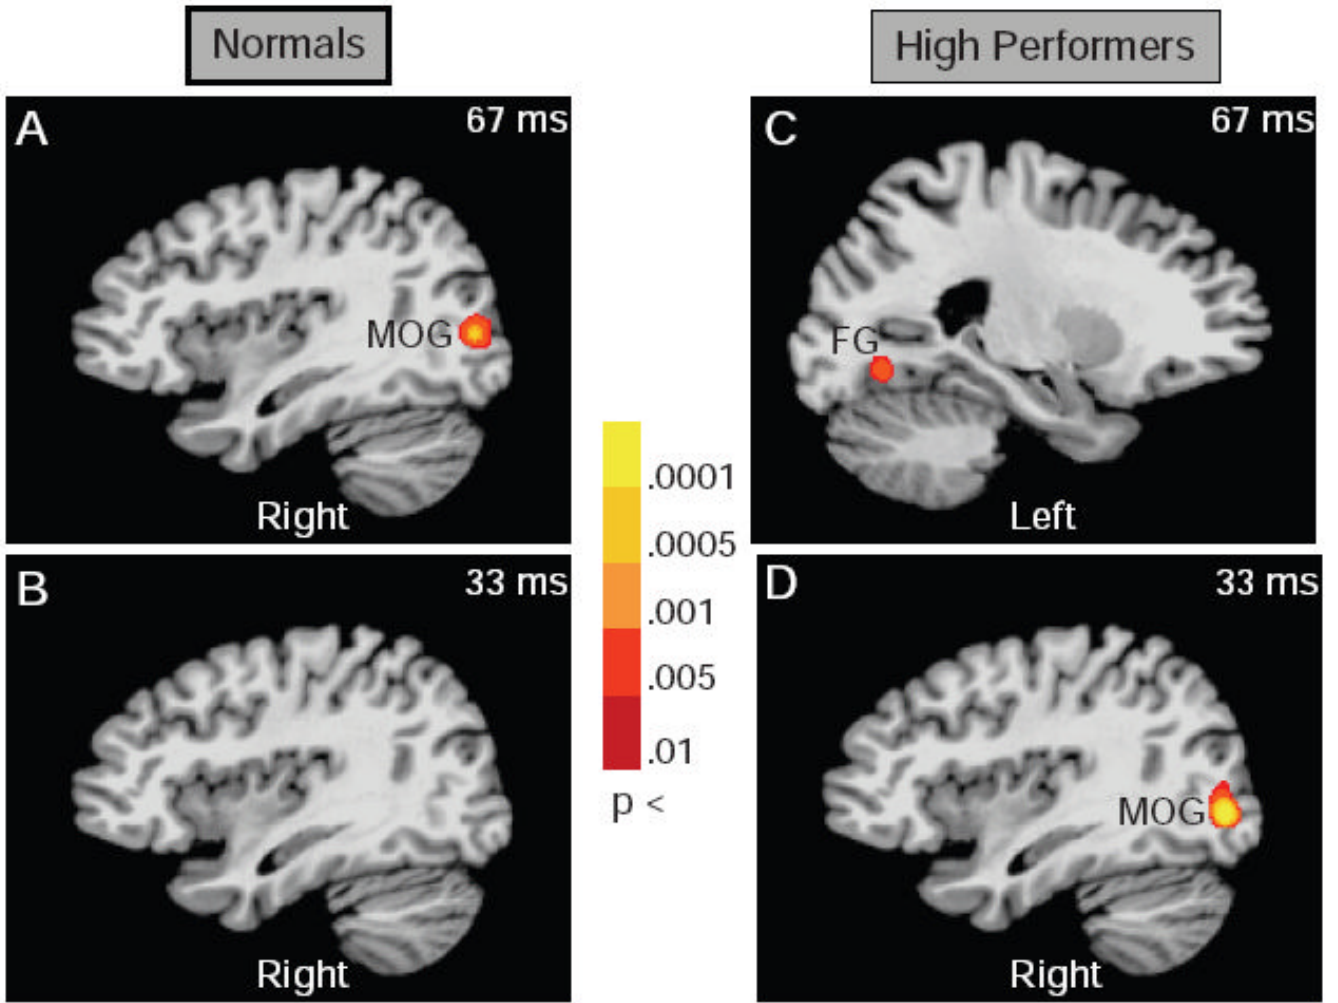 Normals
High Performers
A
67 ms
MOG
Right
C
67 ms
FG
Left
.0001
.0005
.001
.005
.01
p <
B
33 ms
Right
D
33 ms
MOG
Right